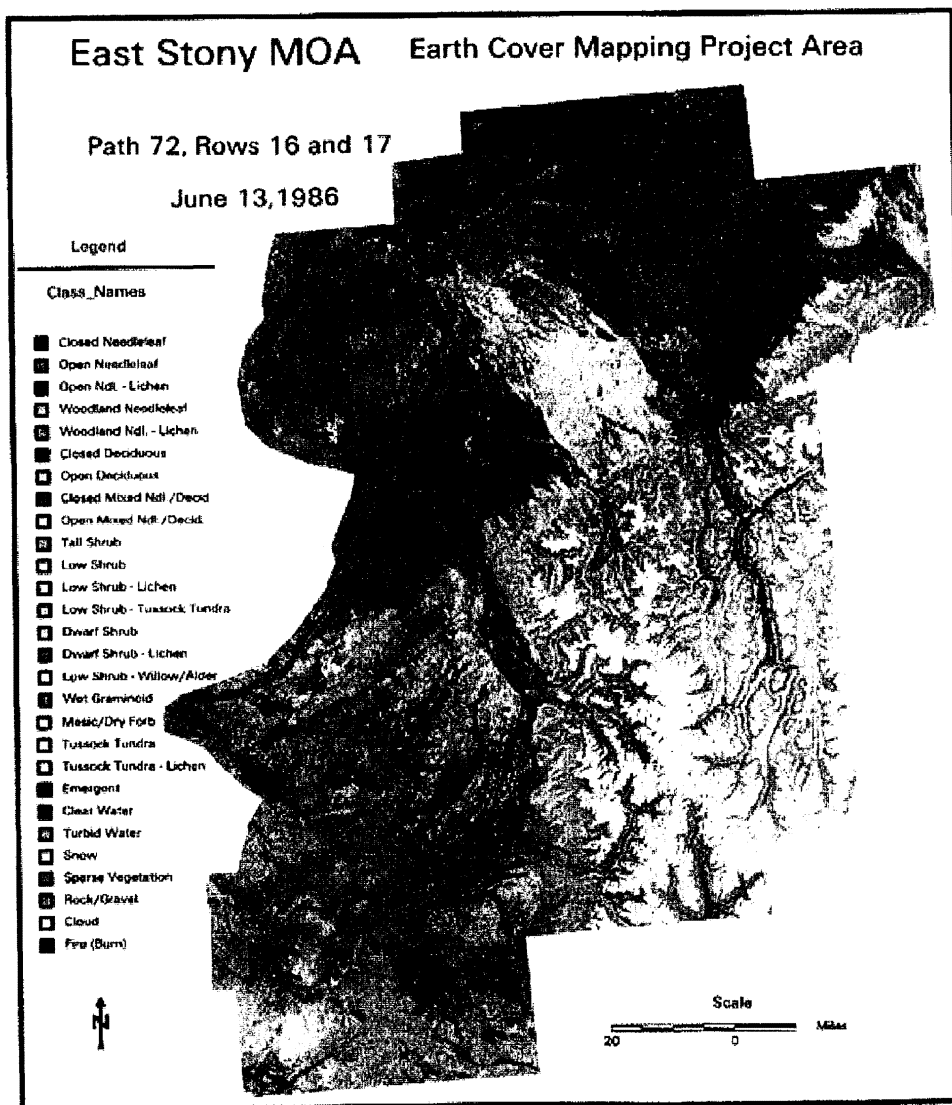 East Stony MOA Earth Cover Mapping Project Area
Path 72, Rows 16 and 17
June 13,1986
Legend
Class_Names
Closed Needleleaf
Open Needleleaf
Open Ndl. - Lichen
Woodland Needleleaf
Woodland Ndl. - Lichen
Closed Deciduous
Open Deciduous
Closed Mixed Ndl./Decid.
Open Mixed Ndl./Decid.
Tall Shrub
Low Shrub
Low Shrub - Lichen
Low Shrub - Tussock Tundra
Dwarf Shrub
Dwarf Shrub - Lichen
Low Shrub - Willow/Alder
Wet Graminoid
Mesic/Dry Forb
Tussock Tundra
Tussock Tundra - Lichen
Emergent
Clear Water
Turbid Water
Snow
Sparse Vegetation
Rock/Gravel
Cloud
Fire (Burn)
N
Scale
Miles
20 0